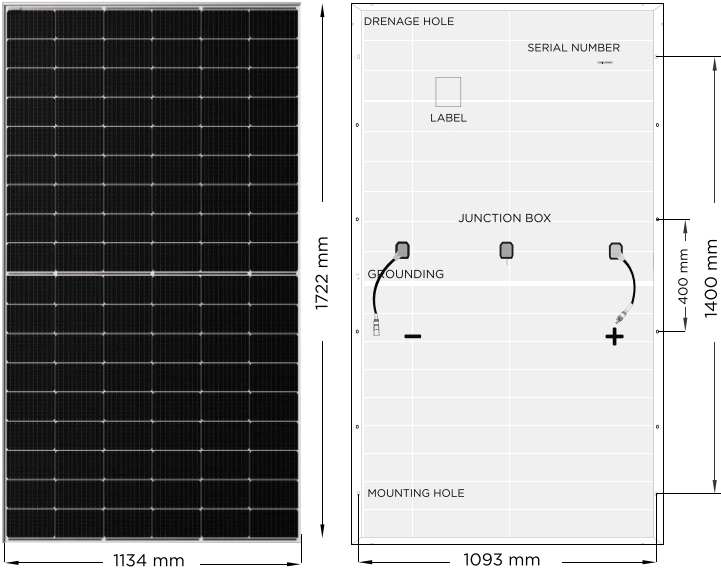 DRENAGE HOLE
SERIAL NUMBER
LABEL
JUNCTION BOX
GROUNDING
1722 mm
400 mm
1400 mm
− +
MOUNTING HOLE
1134 mm
1093 mm